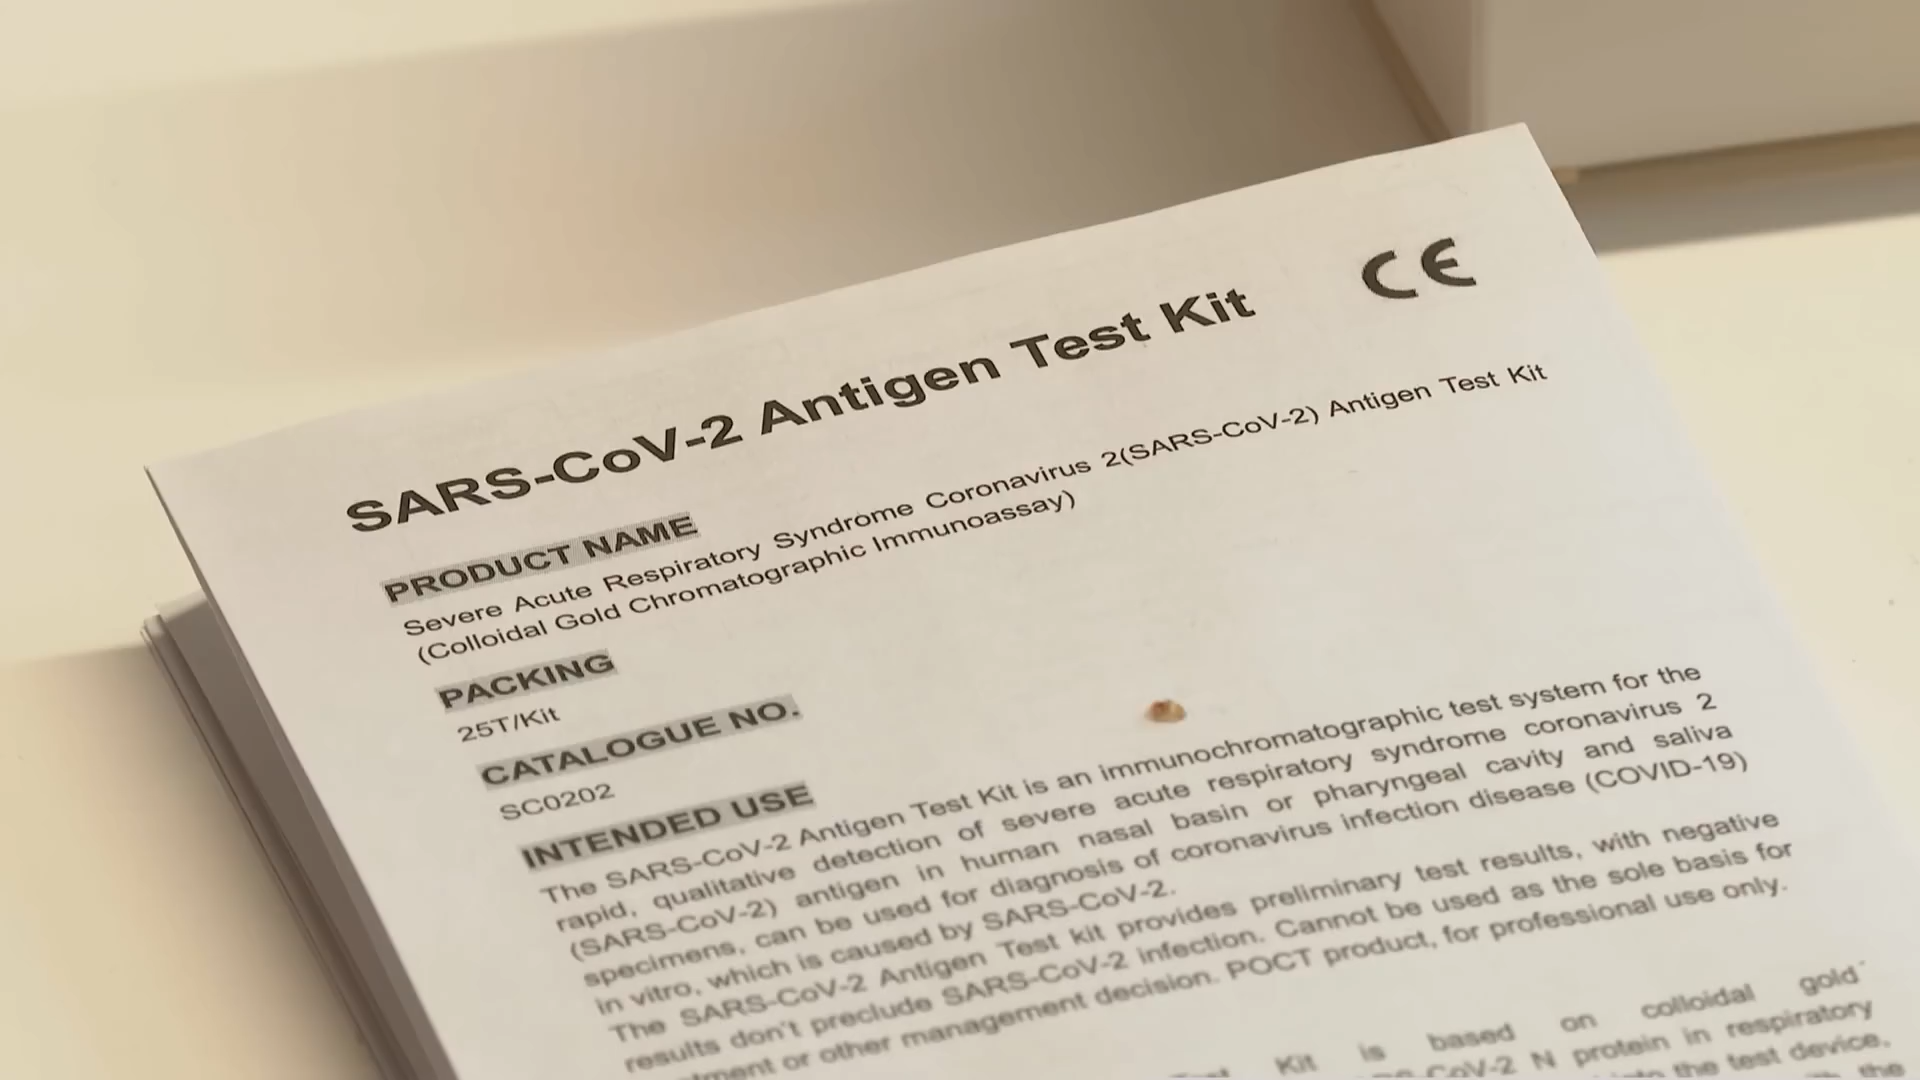 CE
SARS-CoV-2 Antigen Test Kit
PRODUCT NAME
Severe Acute Respiratory Syndrome Coronavirus 2(SARS-CoV-2) Antigen Test Kit
(Colloidal Gold Chromatographic Immunoassay)
PACKING
25T/Kit
CATALOGUE NO.
SC0202
INTENDED USE
The SARS-CoV-2 Antigen Test Kit is an immunochromatographic test system for the
rapid, qualitative detection of severe acute respiratory syndrome coronavirus 2
(SARS-CoV-2) antigen in human nasal basin or pharyngeal cavity and saliva
specimens, can be used for diagnosis of coronavirus infection disease (COVID-19)
in vitro, which is caused by SARS-CoV-2.
The SARS-CoV-2 Antigen Test kit provides preliminary test results, with negative
results don't preclude SARS-CoV-2 infection. Cannot be used as the sole basis for
or other management decision. POCT product, for professional use only.
Kit is based on colloidal gold
N protein in respiratory
the test device,
the